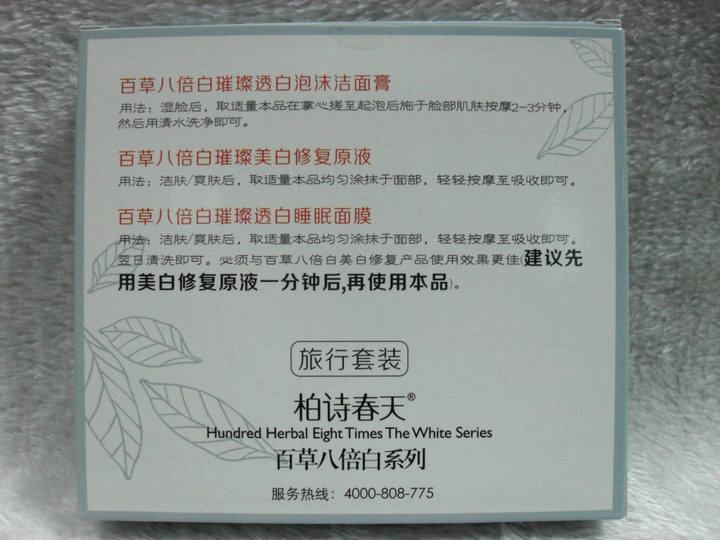 百草八倍白璀璨透白泡沫洁面膏
用法：湿脸后，取适量本品在掌心搓至起泡后施于脸部肌肤按摩2-3分钟，
然后用清水洗净即可。
百草八倍白璀璨美白修复原液
用法：洁肤/爽肤后，取适量本品均匀涂抹于面部，轻轻按摩至吸收即可。
百草八倍白璀璨透白睡眠面膜
用法：洁肤/爽肤后，取适量本品均匀涂抹于面部，轻轻按摩至吸收即可。
翌日清洗即可。必须与百草八倍白美白修复产品使用效果更佳(建议先
用美白修复原液一分钟后,再使用本品)。
旅行套装
柏诗春天®
Hundred Herbal Eight Times The White Series
百草八倍白系列
服务热线：4000-808-775